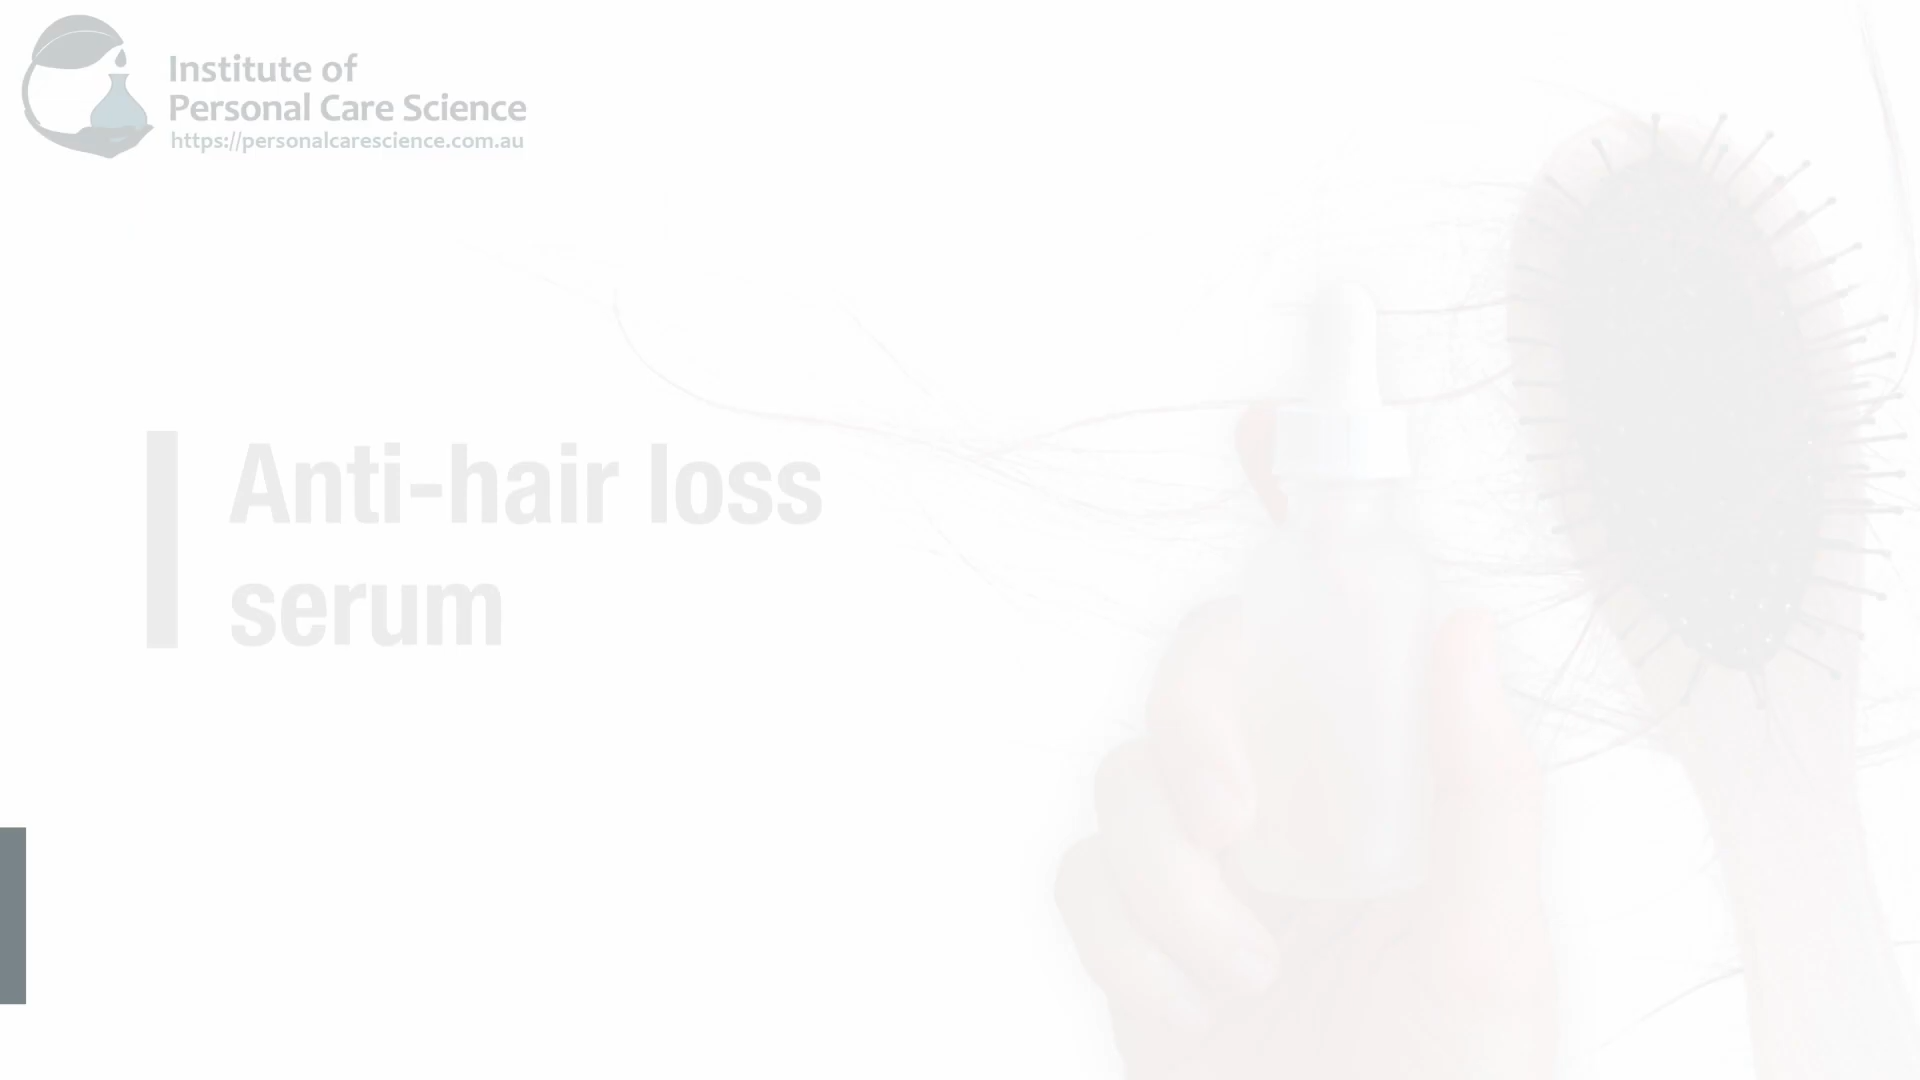 Institute of
Personal Care Science
https://personalcarescience.com.au
Anti-hair loss
serum